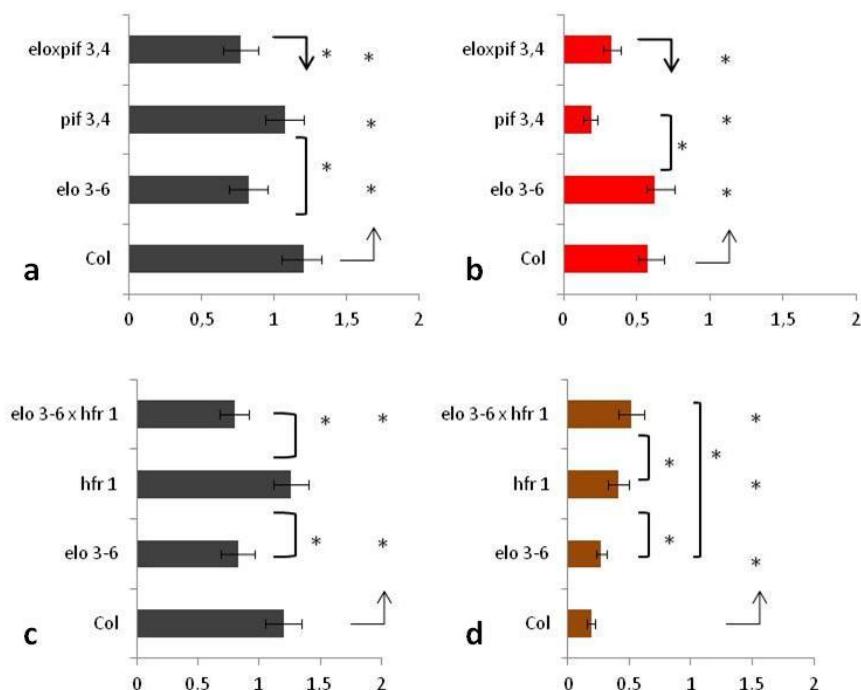 eloxpif 3,4
* *
pif 3,4
*
*
elo 3-6
*
Col
a
0 0,5 1 1,5 2
eloxpif 3,4
*
pif 3,4
*
*
elo 3-6
*
Col
b
0 0,5 1 1,5 2
elo 3-6 x hfr 1
* *
hfr 1
elo 3-6
* *
Col
c
0 0,5 1 1,5 2
elo 3-6 x hfr 1
*
*
hfr 1
* *
elo 3-6
*
*
Col
d
0 0,5 1 1,5 2